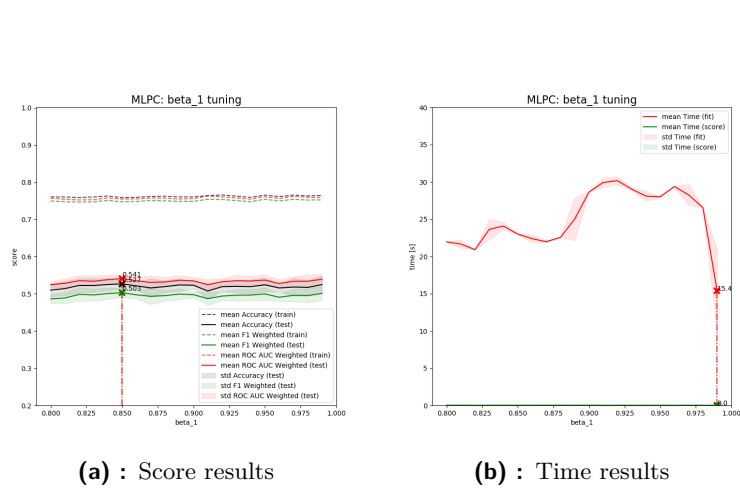 MLPC: beta_1 tuning
1.0
0.9
0.8
0.7
0.6
0.5
0.4
0.3
0.2
score
0.541
0.527
0.503
mean Accuracy (train)
mean Accuracy (test)
mean F1 Weighted (train)
mean F1 Weighted (test)
mean ROC AUC Weighted (train)
mean ROC AUC Weighted (test)
std Accuracy (test)
std F1 Weighted (test)
std ROC AUC Weighted (test)
0.800 0.825 0.850 0.875 0.900 0.925 0.950 0.975 1.000
beta_1
(a) : Score results
MLPC: beta_1 tuning
40
35
30
25
20
15
10
5
0
time [s]
mean Time (fit)
mean Time (score)
std Time (fit)
std Time (score)
15.4
0.0
0.800 0.825 0.850 0.875 0.900 0.925 0.950 0.975 1.000
beta_1
(b) : Time results